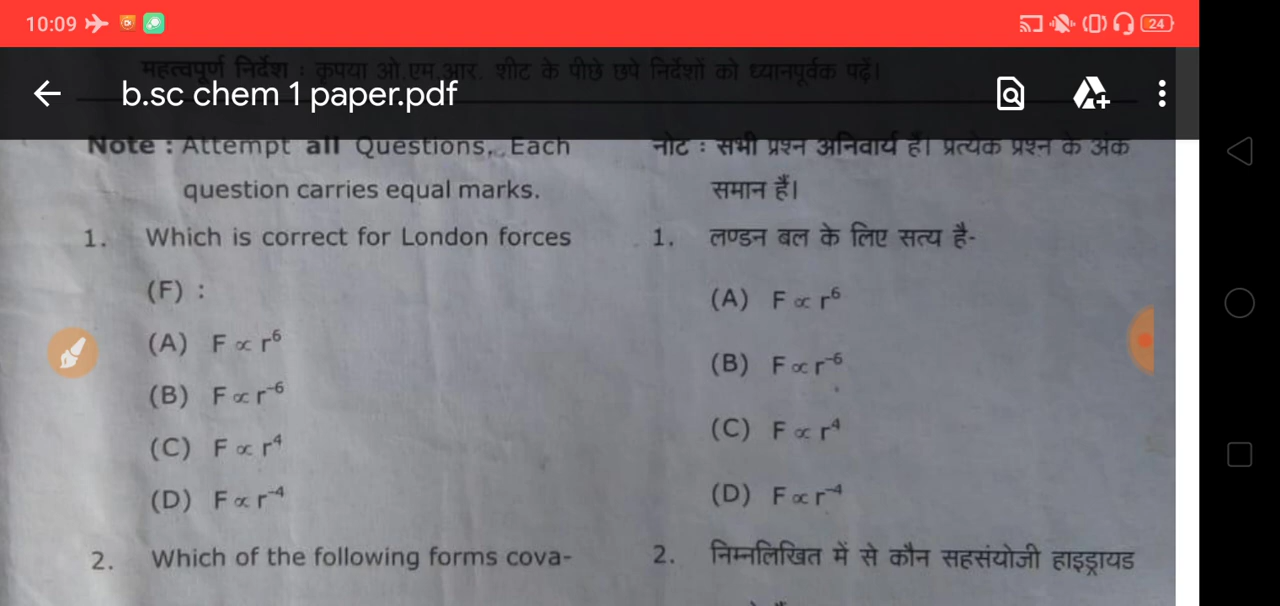 10:09
24
महत्वपूर्ण निर्देश : कृपया ओ.एम.आर. शीट के पीछे छपे निर्देशों को ध्यानपूर्वक पढ़ें।
b.sc chem 1 paper.pdf
Note : Attempt all Questions, Each
question carries equal marks.
1. Which is correct for London forces
(F) :
(A) F ∝ r⁶
(B) F ∝ r⁻⁶
(C) F ∝ r⁴
(D) F ∝ r⁻⁴
2. Which of the following forms cova-
नोट : सभी प्रश्न अनिवार्य हैं। प्रत्येक प्रश्न के अंक
समान हैं।
1. लण्डन बल के लिए सत्य है-
(A) F ∝ r⁶
(B) F ∝ r⁻⁶
(C) F ∝ r⁴
(D) F ∝ r⁻⁴
2. निम्नलिखित में से कौन सहसंयोजी हाइड्रायड